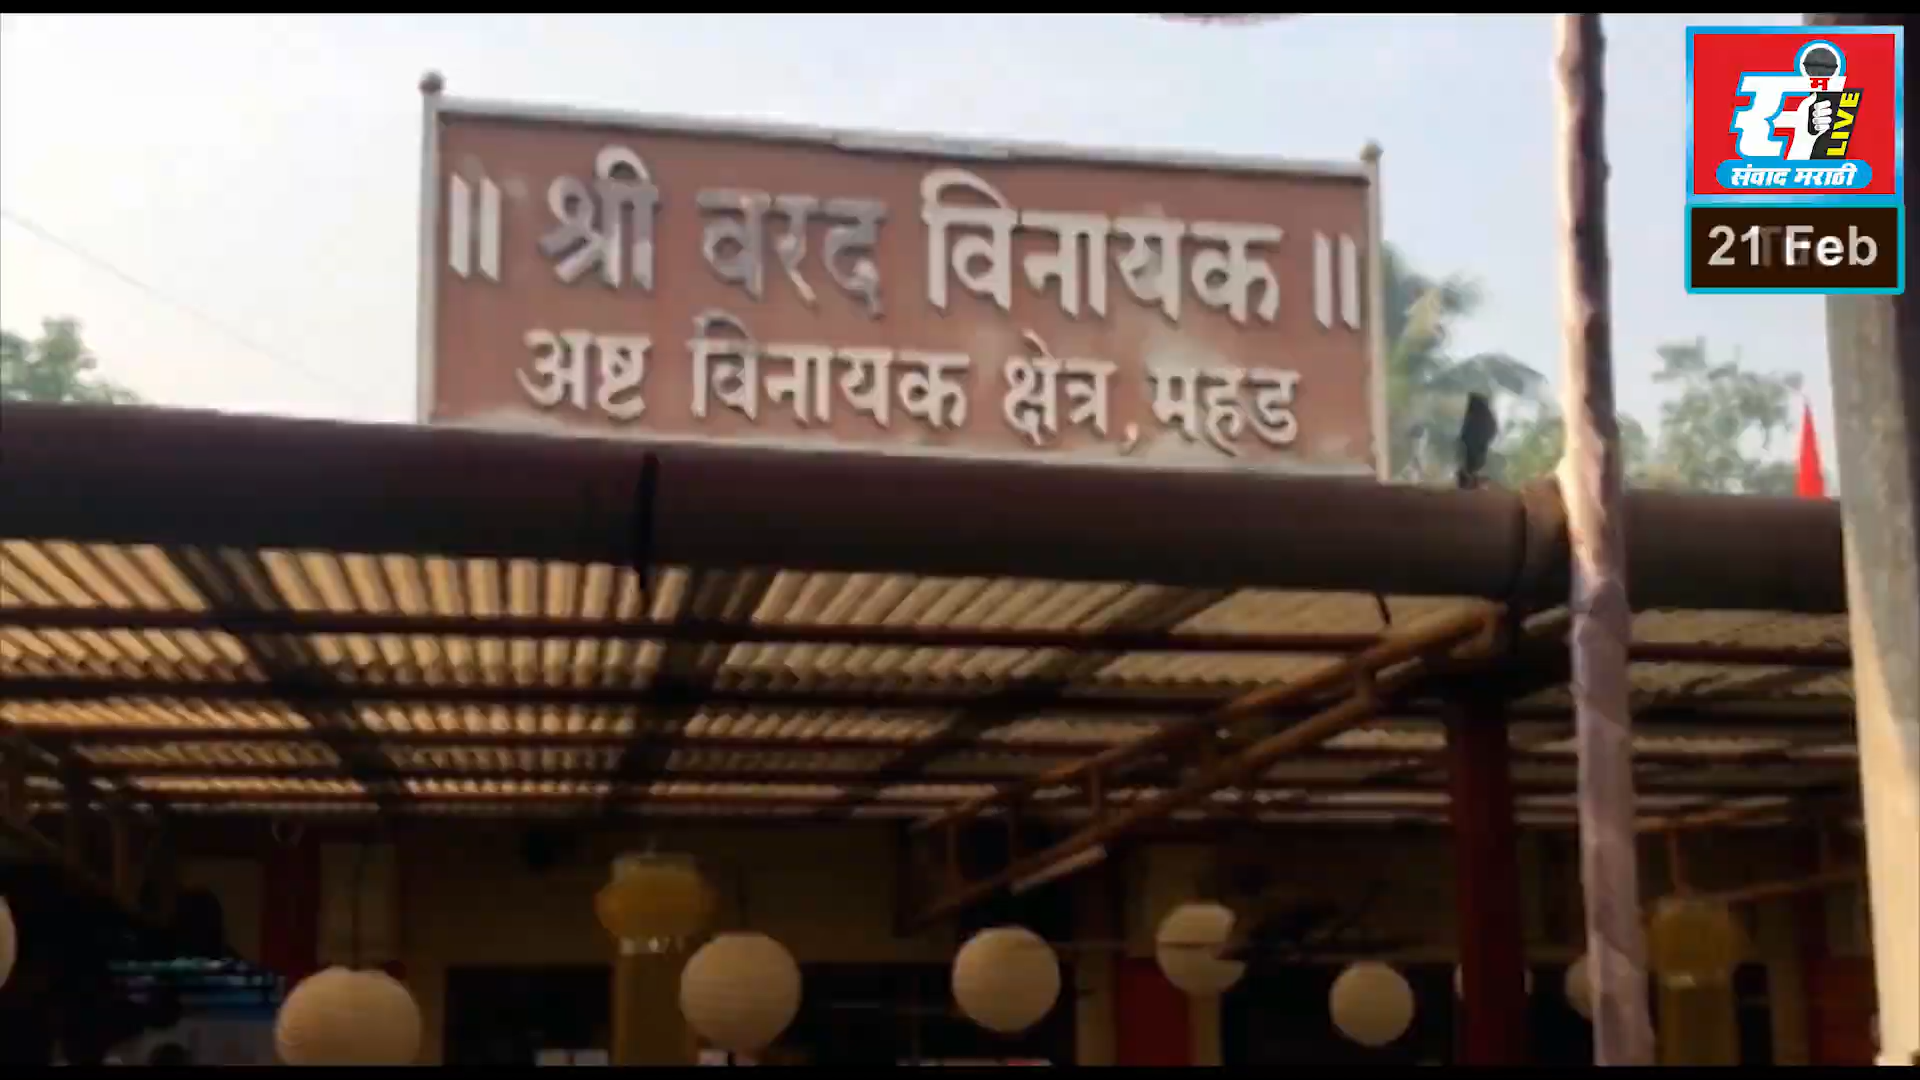 ॥ श्री वरद विनायक ॥
अष्ट विनायक क्षेत्र, महड
स म LIVE
संवाद मराठी
21 Feb